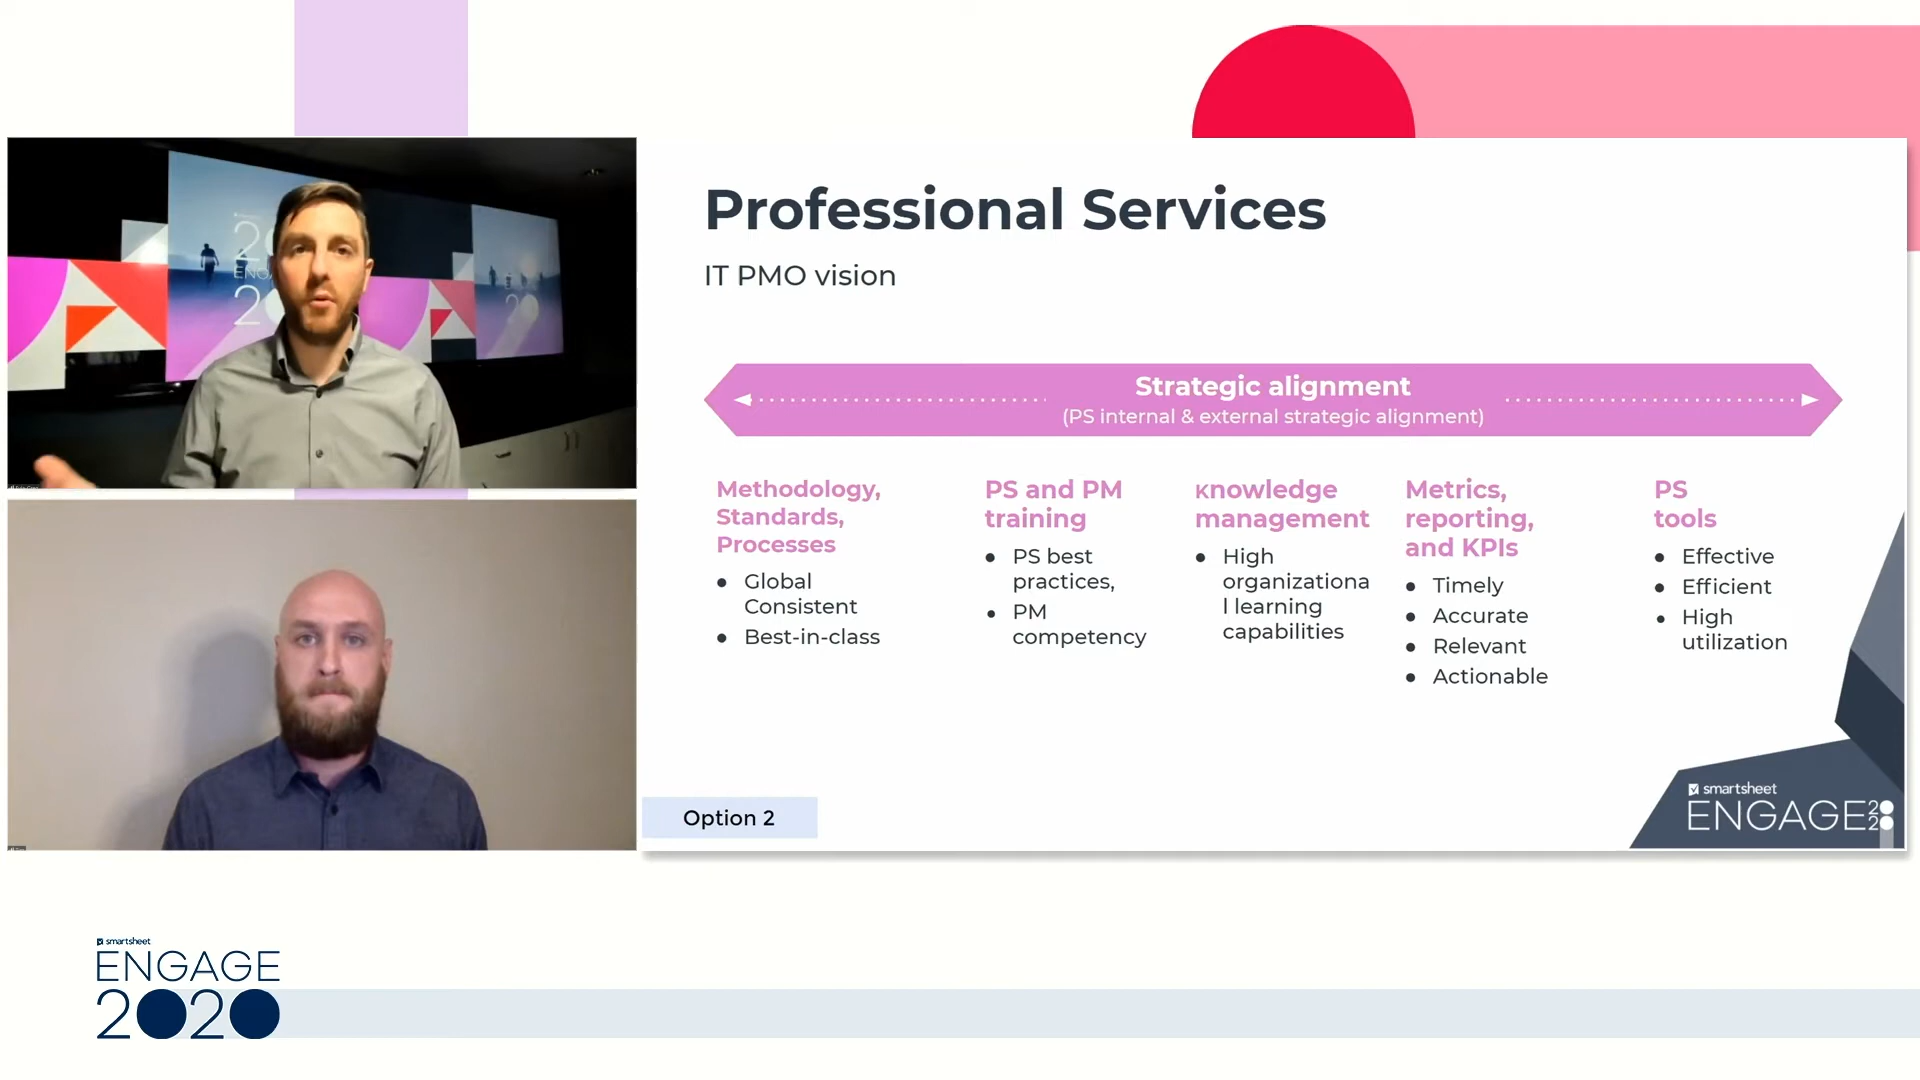 Professional Services
IT PMO vision
Strategic alignment
(PS internal & external strategic alignment)
Methodology,
Standards,
Processes
• Global
Consistent
• Best-in-class
PS and PM
training
• PS best
practices,
• PM
competency
Knowledge
management
• High
organizationa
l learning
capabilities
Metrics,
reporting,
and KPIs
• Timely
• Accurate
• Relevant
• Actionable
PS
tools
• Effective
• Efficient
• High
utilization
Option 2
smartsheet
ENGAGE 20
20
smartsheet
ENGAGE
2020